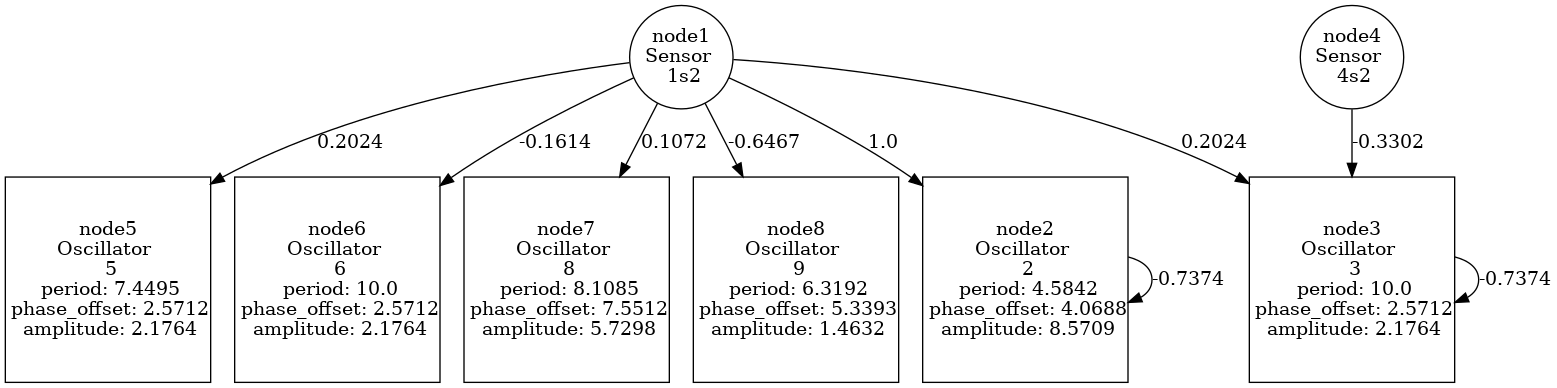 node1
Sensor
1s2
node4
Sensor
4s2
0.2024
-0.1614
0.1072
-0.6467
1.0
0.2024
-0.3302
node5
Oscillator
5
period: 7.4495
phase_offset: 2.5712
amplitude: 2.1764
node6
Oscillator
6
period: 10.0
phase_offset: 2.5712
amplitude: 2.1764
node7
Oscillator
8
period: 8.1085
phase_offset: 7.5512
amplitude: 5.7298
node8
Oscillator
9
period: 6.3192
phase_offset: 5.3393
amplitude: 1.4632
node2
Oscillator
2
period: 4.5842
phase_offset: 4.0688
amplitude: 8.5709
-0.7374
node3
Oscillator
3
period: 10.0
phase_offset: 2.5712
amplitude: 2.1764
-0.7374